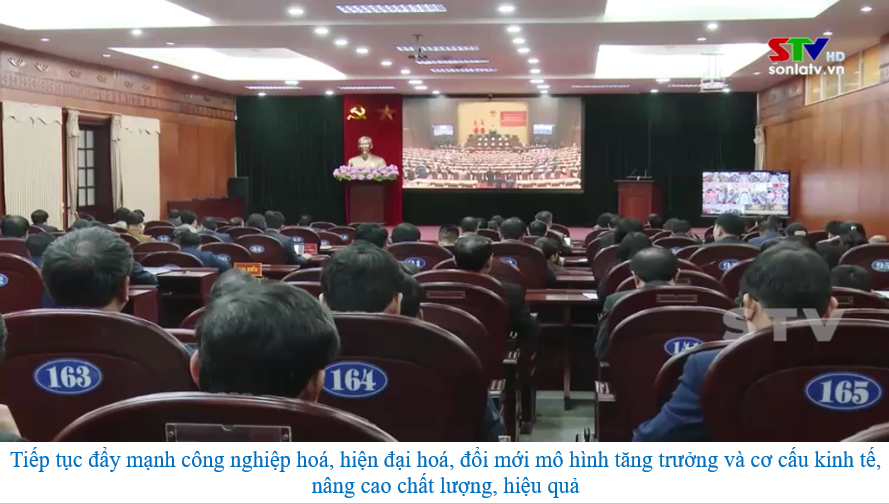 STV HD
sonlatv.vn
163
164
165
STV
Tiếp tục đẩy mạnh công nghiệp hoá, hiện đại hoá, đổi mới mô hình tăng trưởng và cơ cấu kinh tế,
nâng cao chất lượng, hiệu quả